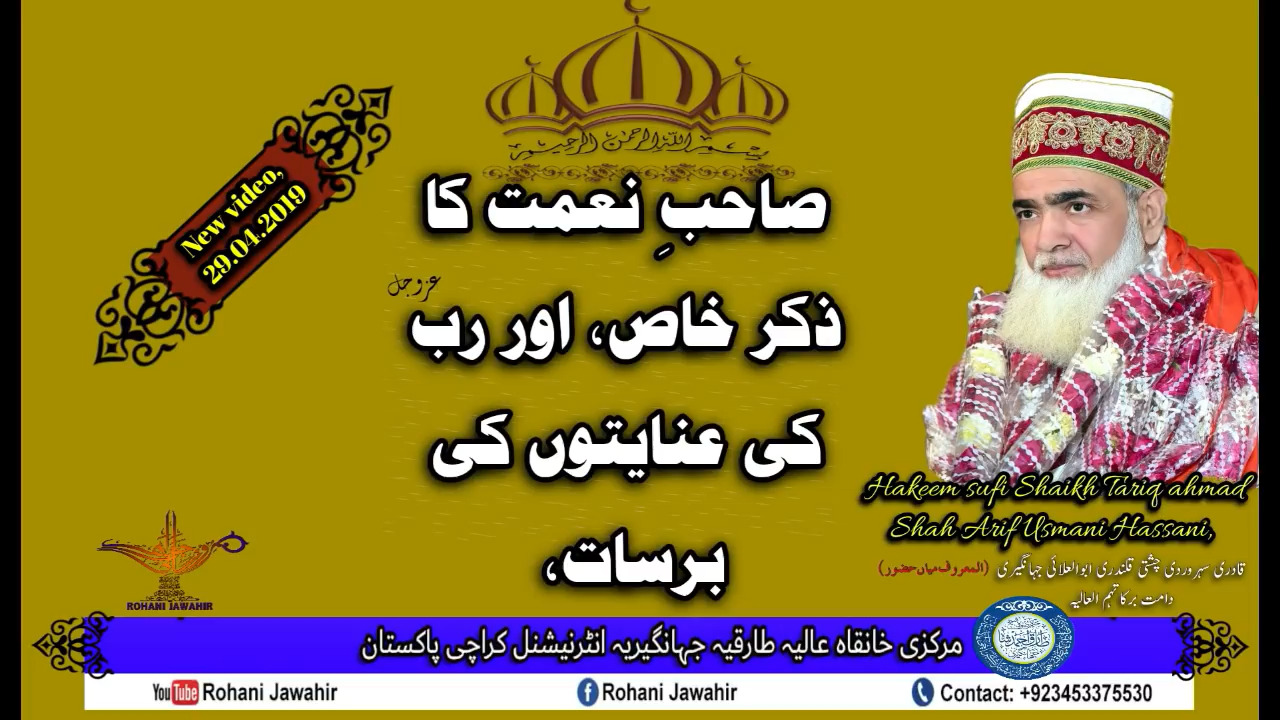 بسم اللہ الرحمن الرحیم
New video,
29.04.2019
صاحبِ نعمت کا
عزوجل
ذکر خاص، اور رب
کی عنایتوں کی
برسات،
Hakeem sufi Shaikh Tariq ahmad
Shah Arif Usmani Hassani,
قادری سہروردی چشتی قلندری ابوالعلائی جہانگیری (المعروف میاں حضور)
دامت برکاتہم العالیہ
ROHANI JAWAHIR
مرکزی خانقاہ عالیہ طارقیہ جہانگیریہ انٹرنیشنل کراچی پاکستان
YouTube Rohani Jawahir
f Rohani Jawahir
Contact: +923453375530